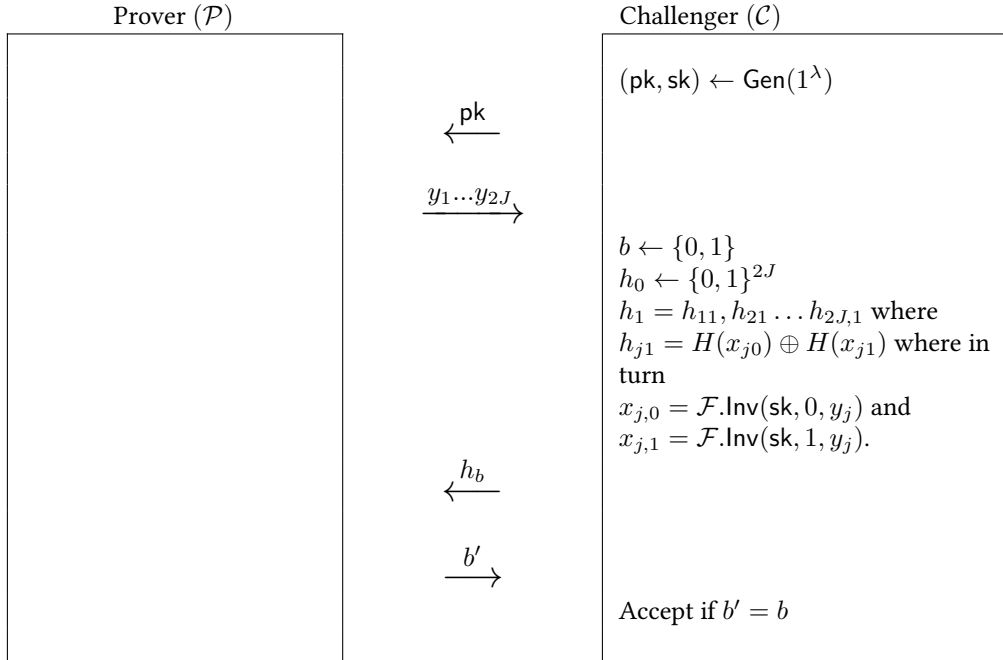 Prover (𝒫)
Challenger (𝒞)
(pk, sk) ← Gen(1^λ)
pk
y_1...y_{2J}
b ← {0, 1}
h_0 ← {0, 1}^{2J}
h_1 = h_{11}, h_{21} … h_{2J,1} where
h_{j1} = H(x_{j0}) ⊕ H(x_{j1}) where in
turn
x_{j,0} = ℱ.Inv(sk, 0, y_j) and
x_{j,1} = ℱ.Inv(sk, 1, y_j).
h_b
b′
Accept if b′ = b